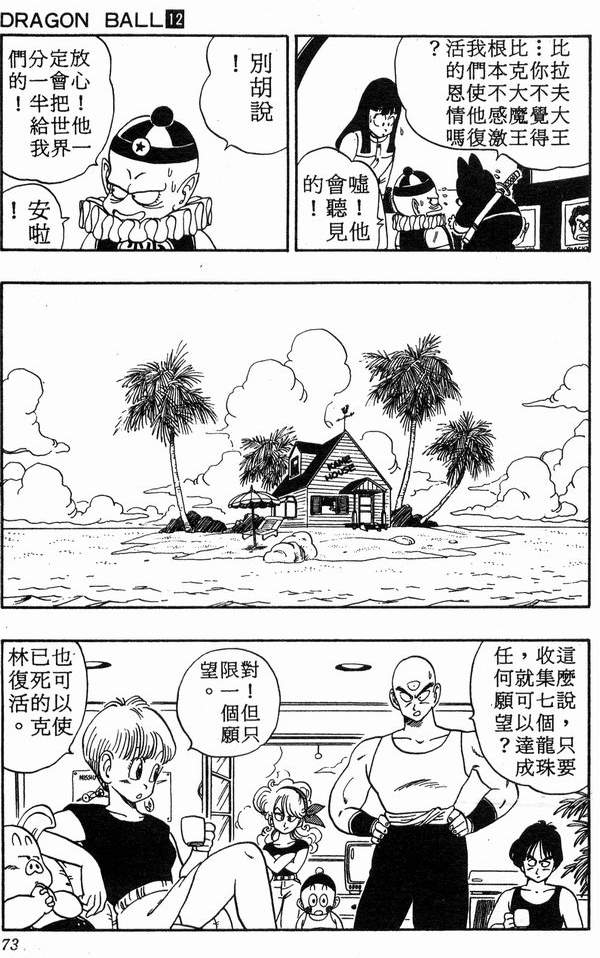 DRAGON BALL 12
比拉夫大王
…你不覺得
比克大魔王
根本不感激
我們使他復
活的恩情嗎
？
噓！他
會聽見
的！
別胡說
！
放心！他一
定會把世界
分一半給我
們的！
安啦
！
KAME
HOUSE
這麼說，只要
收集七個龍珠
，就可以達成
任何願望？
對！但只
限一個願
望。
也可以使
已死的克
林復活。
73